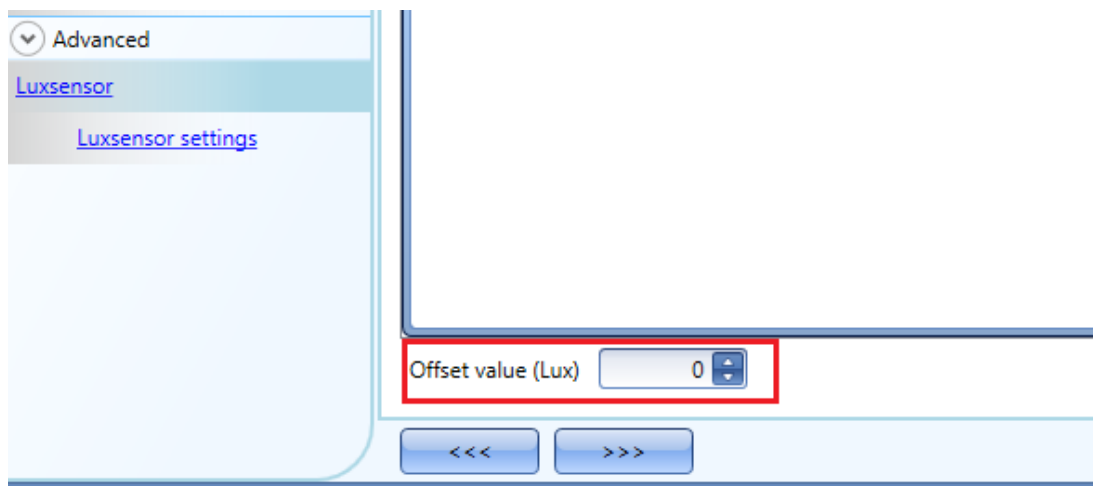 Advanced
Luxsensor
Luxsensor settings
Offset value (Lux) 0
<<< >>>